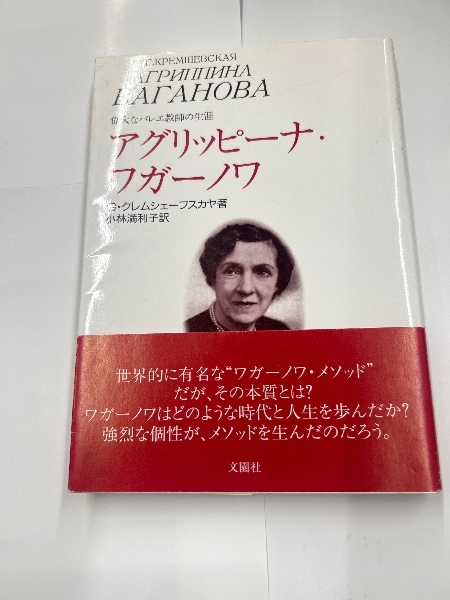 Г.КРЕМШЕВСКАЯ
АГРИППИНА
ВАГАНОВА
偉大なバレエ教師の生涯
アグリッピーナ・
ワガーノワ
G・クレムシェーフスカヤ著
小林満利子訳
世界的に有名な“ワガーノワ・メソッド”
だが、その本質とは?
ワガーノワはどのような時代と人生を歩んだか?
強烈な個性が、メソッドを生んだのだろう。
文園社